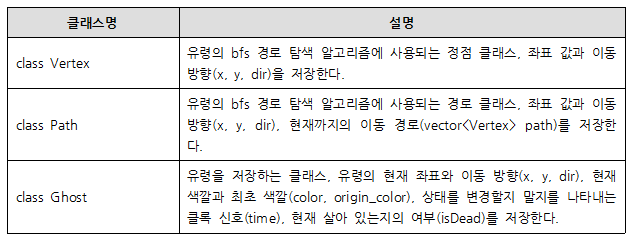 클래스명 설명
class Vertex
유령의 bfs 경로 탐색 알고리즘에 사용되는 정점 클래스, 좌표 값과 이동
방향(x, y, dir)을 저장한다.
class Path
유령의 bfs 경로 탐색 알고리즘에 사용되는 경로 클래스, 좌표 값과 이동
방향(x, y, dir), 현재까지의 이동 경로(vector<Vertex> path)를 저장한
다.
class Ghost
유령을 저장하는 클래스, 유령의 현재 좌표와 이동 방향(x, y, dir), 현재
색깔과 최초 색깔(color, origin_color), 상태를 변경할지 말지를 나타내는
클록 신호(time), 현재 살아 있는지의 여부(isDead)를 저장한다.